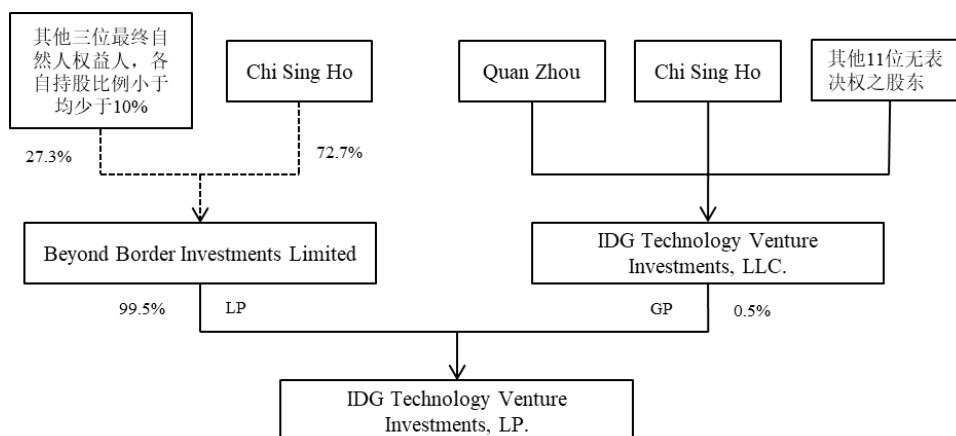 其他三位最终自
然人权益人，各
自持股比例小于
均少于10%
Chi Sing Ho
Quan Zhou
Chi Sing Ho
其他11位无表
决权之股东
27.3%
72.7%
Beyond Border Investments Limited
IDG Technology Venture
Investments, LLC.
99.5%
LP
GP
0.5%
IDG Technology Venture
Investments, LP.